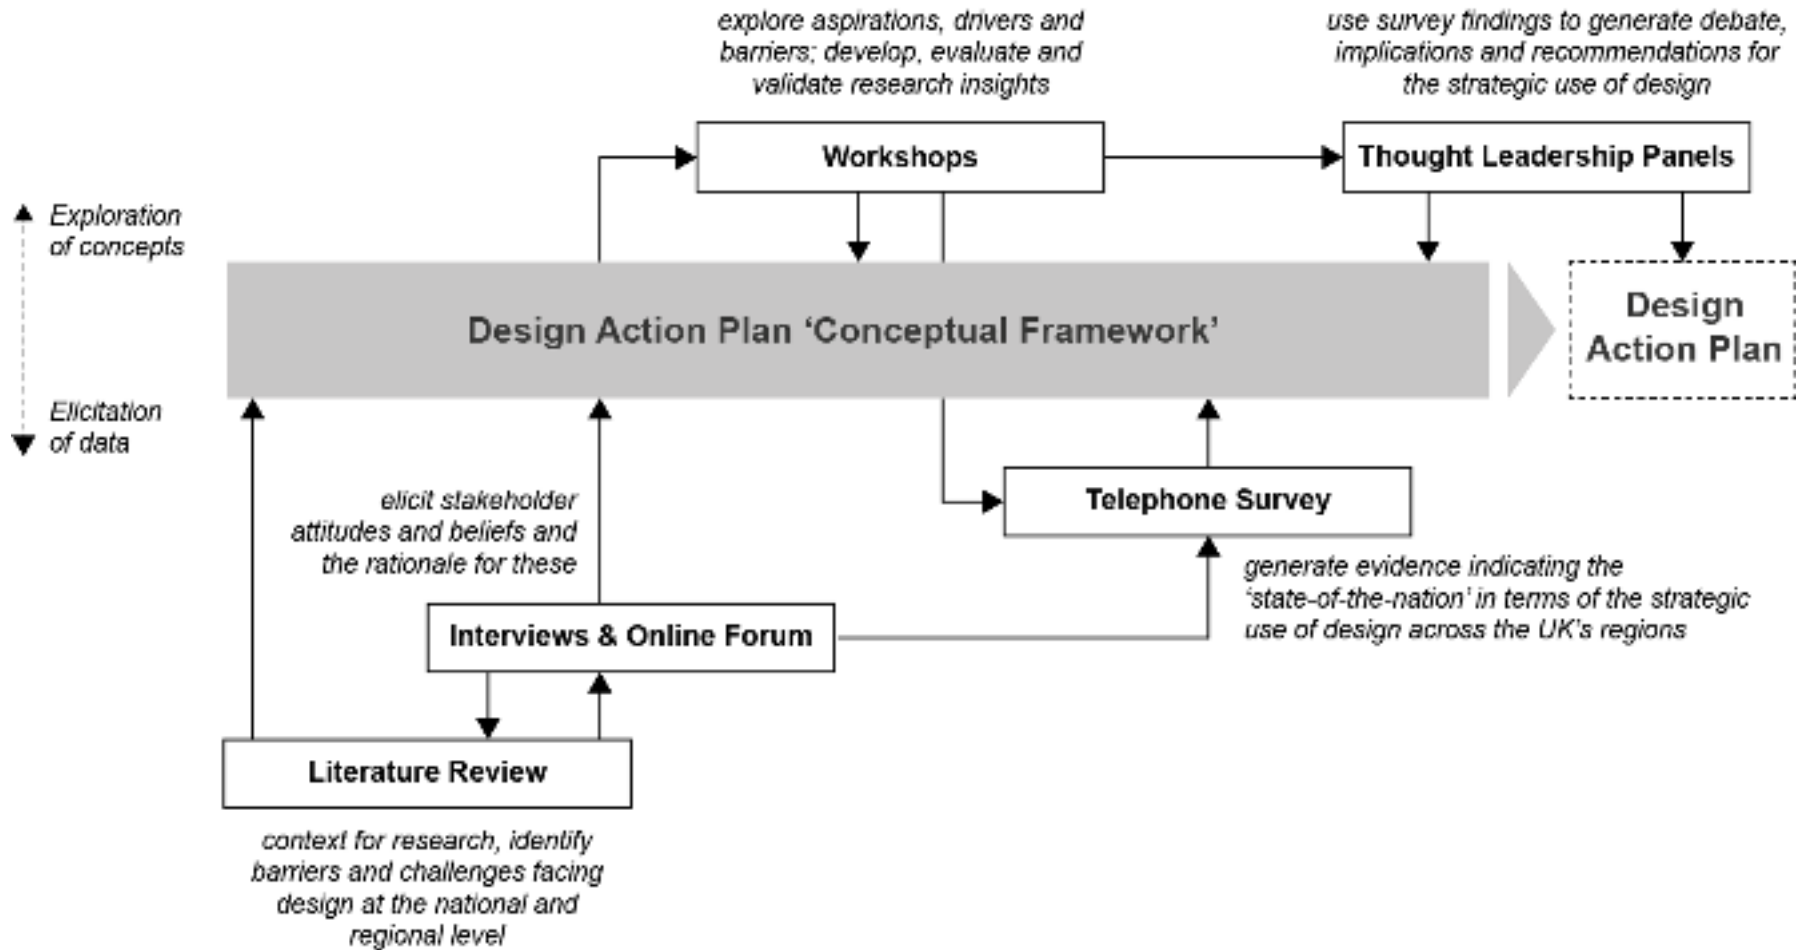 explore aspirations, drivers and
barriers; develop, evaluate and
validate research insights
use survey findings to generate debate,
implications and recommendations for
the strategic use of design
Workshops
Thought Leadership Panels
Exploration
of concepts
Design Action Plan ‘Conceptual Framework’
Design
Action Plan
Elicitation
of data
elicit stakeholder
attitudes and beliefs and
the rationale for these
Telephone Survey
generate evidence indicating the
‘state-of-the-nation’ in terms of the strategic
use of design across the UK’s regions
Interviews & Online Forum
Literature Review
context for research, identify
barriers and challenges facing
design at the national and
regional level